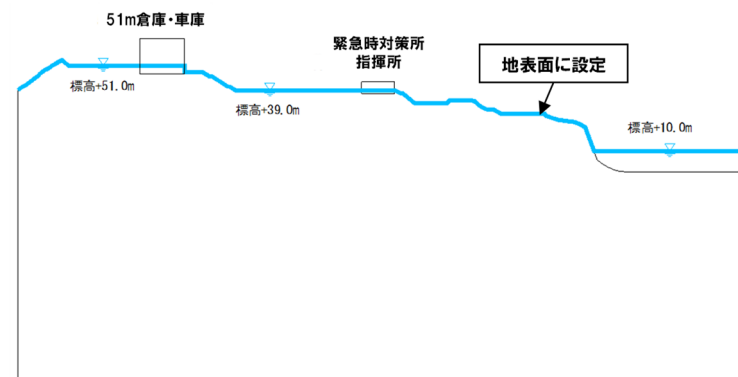 51m倉庫・車庫
緊急時対策所
指揮所
地表面に設定
標高+51.0m
標高+39.0m
標高+10.0m